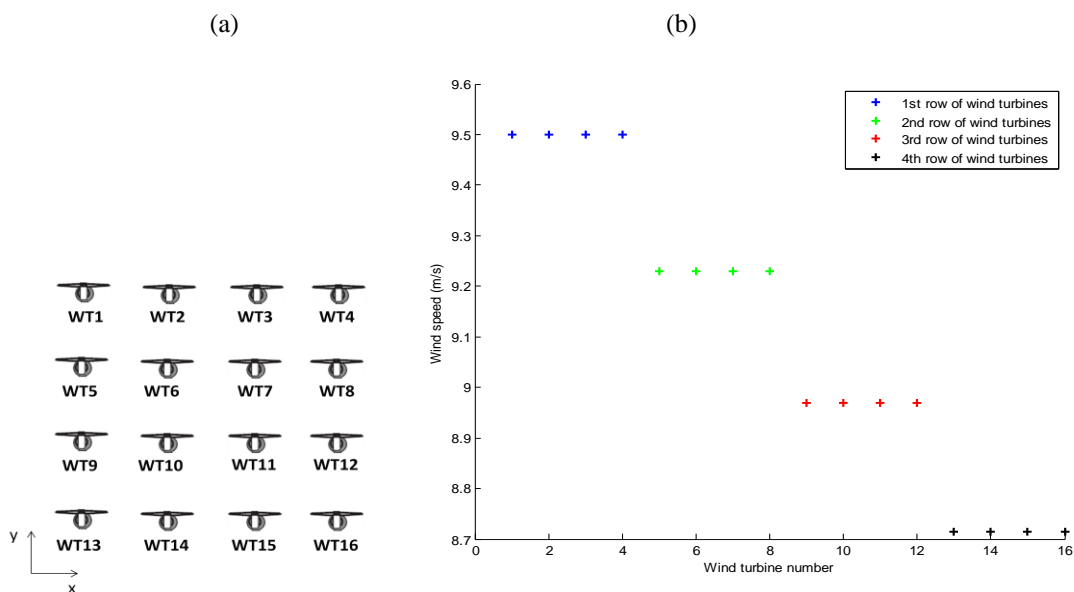 (a)
(b)
WT1 WT2 WT3 WT4
WT5 WT6 WT7 WT8
WT9 WT10 WT11 WT12
WT13 WT14 WT15 WT16
y
x
9.6
9.5
9.4
9.3
9.2
9.1
9
8.9
8.8
8.7
Wind speed (m/s)
0 2 4 6 8 10 12 14 16
Wind turbine number
1st row of wind turbines
2nd row of wind turbines
3rd row of wind turbines
4th row of wind turbines